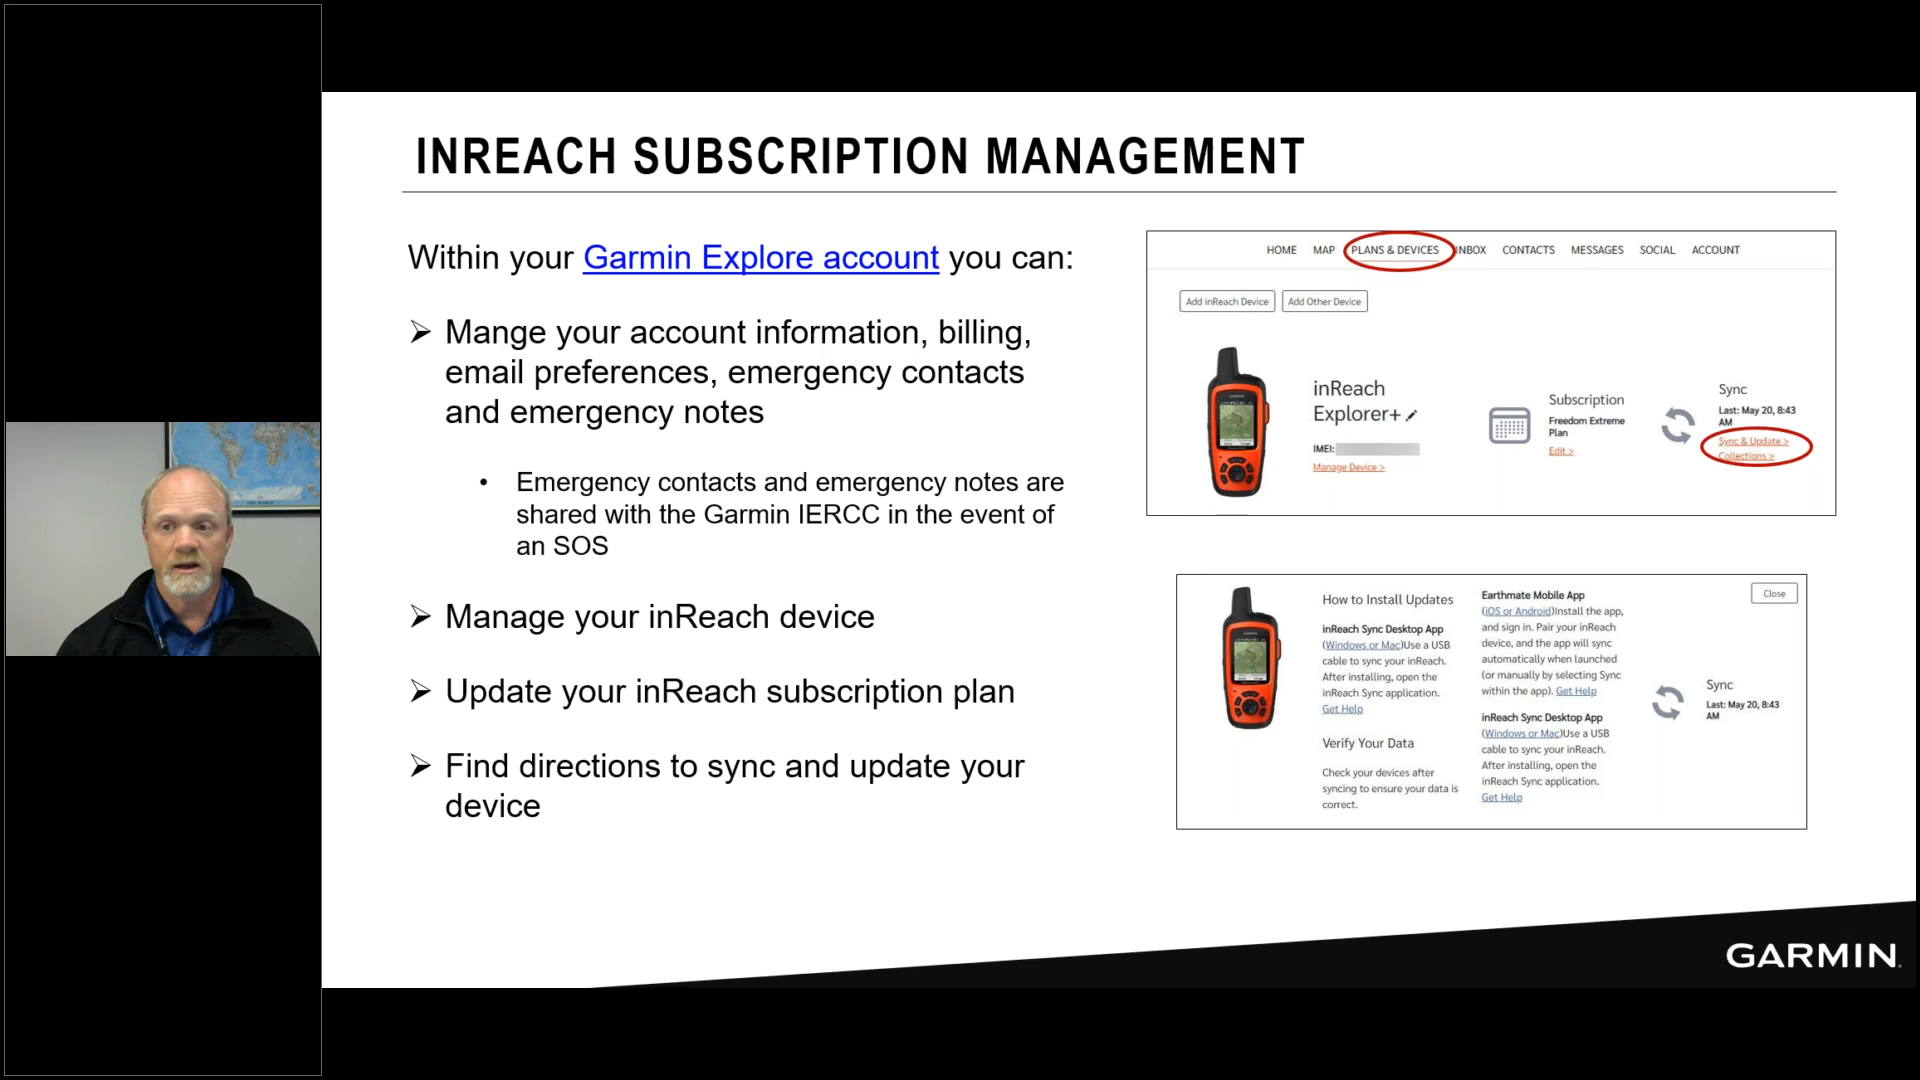 INREACH SUBSCRIPTION MANAGEMENT
Within your Garmin Explore account you can:
➢ Mange your account information, billing,
email preferences, emergency contacts
and emergency notes
• Emergency contacts and emergency notes are
shared with the Garmin IERCC in the event of
an SOS
➢ Manage your inReach device
➢ Update your inReach subscription plan
➢ Find directions to sync and update your
device
HOME MAP PLANS & DEVICES INBOX CONTACTS MESSAGES SOCIAL ACCOUNT
Add inReach Device Add Other Device
inReach
Explorer+
IMEI:
Manage Device >
Subscription
Freedom Extreme
Plan
Edit >
Sync
Last: May 20, 8:43
AM
Sync & Update >
Collections >
How to Install Updates
inReach Sync Desktop App
(Windows or Mac)Use a USB
cable to sync your inReach.
After installing, open the
inReach Sync application.
Get Help
Verify Your Data
Check your devices after
syncing to ensure your data is
correct.
Earthmate Mobile App
(iOS or Android)Install the app,
and sign in. Pair your inReach
device, and the app will sync
automatically when launched
(or manually by selecting Sync
within the app). Get Help
inReach Sync Desktop App
(Windows or Mac)Use a USB
cable to sync your inReach.
After installing, open the
inReach Sync application.
Get Help
Close
Sync
Last: May 20, 8:43
AM
GARMIN.